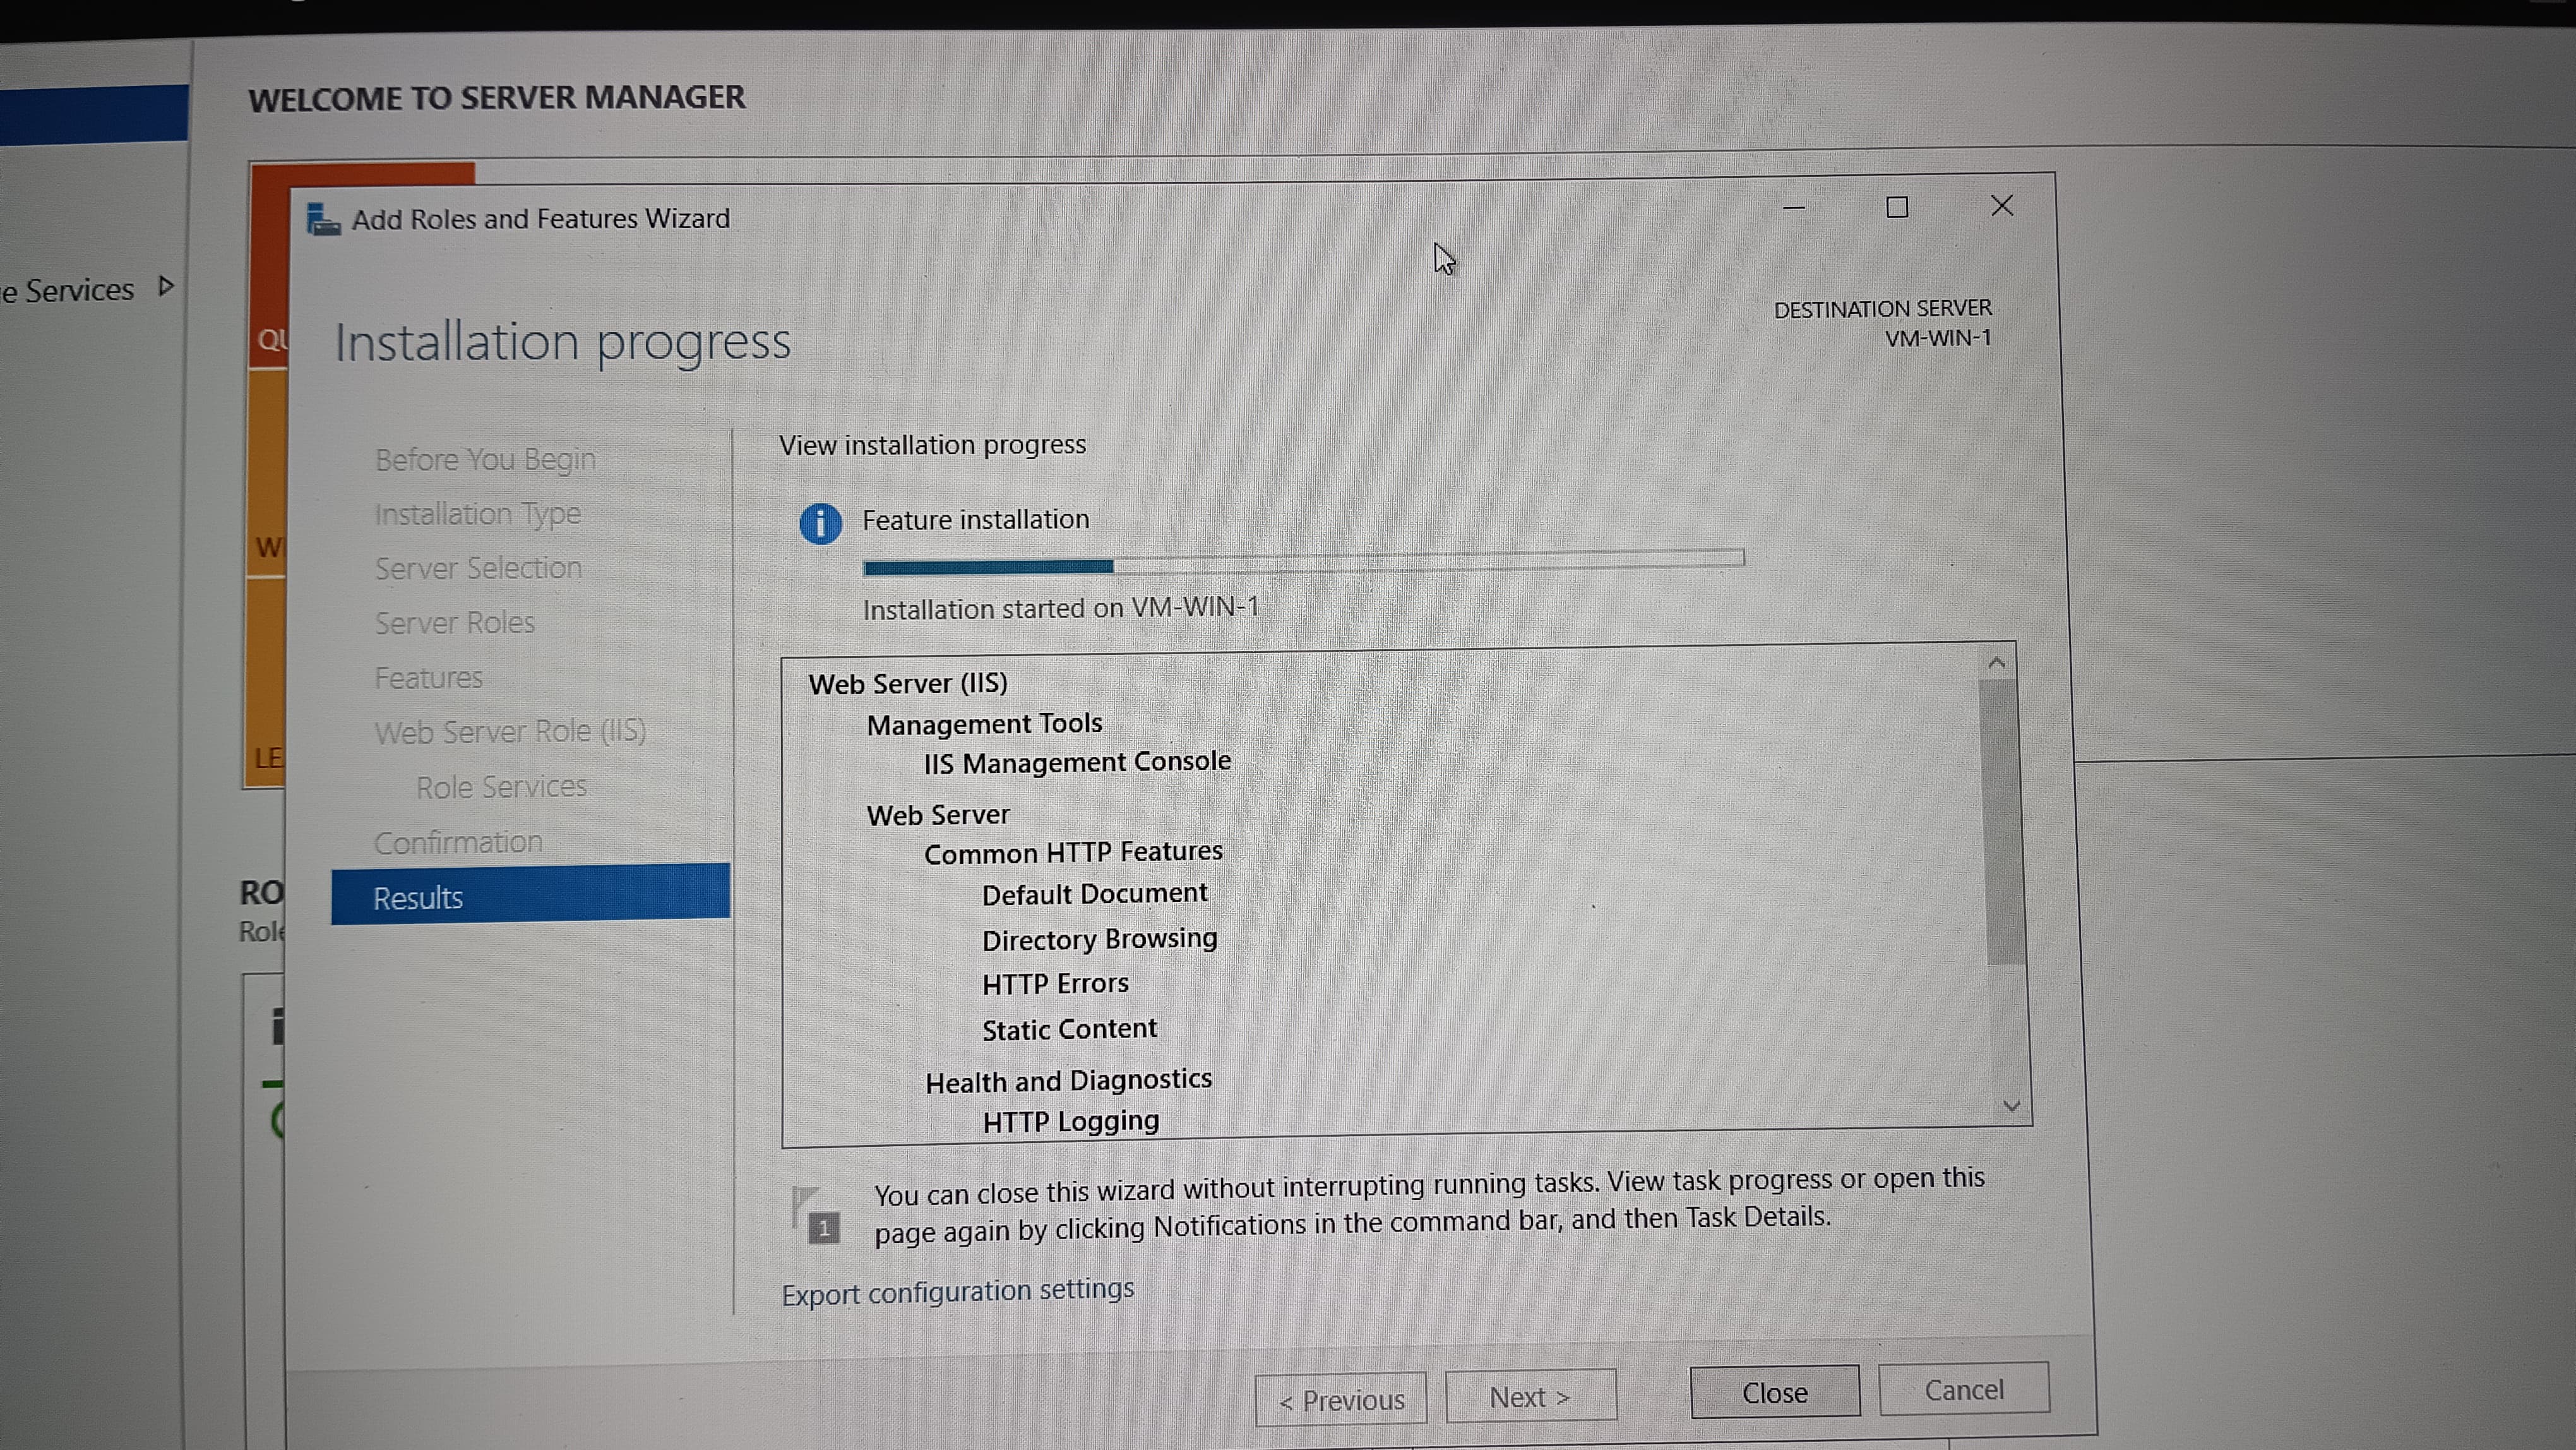 WELCOME TO SERVER MANAGER
e Services
QU
W
LE
RO
Role
Add Roles and Features Wizard
Installation progress
DESTINATION SERVER
VM-WIN-1
Before You Begin
Installation Type
Server Selection
Server Roles
Features
Web Server Role (IIS)
Role Services
Confirmation
Results
View installation progress
Feature installation
Installation started on VM-WIN-1
Web Server (IIS)
Management Tools
IIS Management Console
Web Server
Common HTTP Features
Default Document
Directory Browsing
HTTP Errors
Static Content
Health and Diagnostics
HTTP Logging
1
You can close this wizard without interrupting running tasks. View task progress or open this
page again by clicking Notifications in the command bar, and then Task Details.
Export configuration settings
< Previous
Next >
Close
Cancel